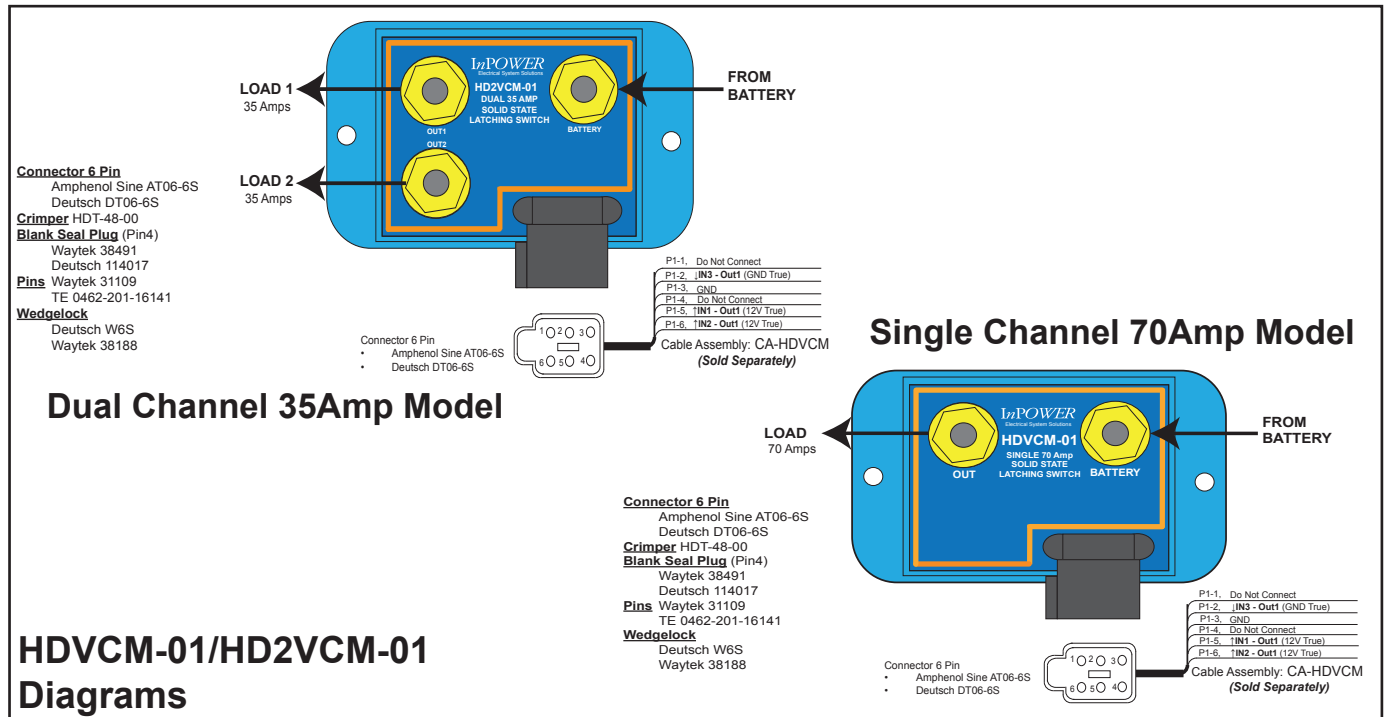 InPOWER
Electrical System Solutions
HD2VCM-01
DUAL 35 AMP
SOLID STATE
LATCHING SWITCH
OUT1
OUT2
BATTERY
LOAD 1
35 Amps
LOAD 2
35 Amps
FROM
BATTERY
Connector 6 Pin
Amphenol Sine AT06-6S
Deutsch DT06-6S
Crimper HDT-48-00
Blank Seal Plug (Pin4)
Waytek 38491
Deutsch 114017
Pins Waytek 31109
TE 0462-201-16141
Wedgelock
Deutsch W6S
Waytek 38188
P1-1, Do Not Connect
P1-2, ↓IN3 - Out1 (GND True)
P1-3, GND
P1-4, Do Not Connect
P1-5, ↑IN1 - Out1 (12V True)
P1-6, ↑IN2 - Out1 (12V True)
Cable Assembly: CA-HDVCM
(Sold Separately)
Connector 6 Pin
• Amphenol Sine AT06-6S
• Deutsch DT06-6S
1 2 3
6 5 4
Dual Channel 35Amp Model
Single Channel 70Amp Model
InPOWER
Electrical System Solutions
HDVCM-01
SINGLE 70 Amp
SOLID STATE
LATCHING SWITCH
OUT
BATTERY
LOAD
70 Amps
FROM
BATTERY
Connector 6 Pin
Amphenol Sine AT06-6S
Deutsch DT06-6S
Crimper HDT-48-00
Blank Seal Plug (Pin4)
Waytek 38491
Deutsch 114017
Pins Waytek 31109
TE 0462-201-16141
Wedgelock
Deutsch W6S
Waytek 38188
P1-1, Do Not Connect
P1-2, ↓IN3 - Out1 (GND True)
P1-3, GND
P1-4, Do Not Connect
P1-5, ↑IN1 - Out1 (12V True)
P1-6, ↑IN2 - Out1 (12V True)
Cable Assembly: CA-HDVCM
(Sold Separately)
Connector 6 Pin
• Amphenol Sine AT06-6S
• Deutsch DT06-6S
1 2 3
6 5 4
HDVCM-01/HD2VCM-01
Diagrams